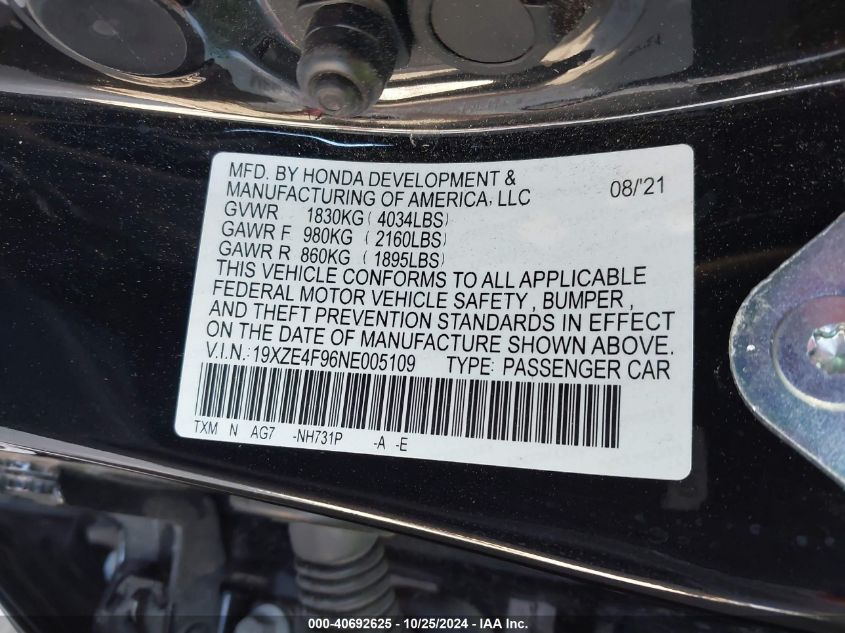 MFD. BY HONDA DEVELOPMENT &
MANUFACTURING OF AMERICA, LLC 08/'21
GVWR 1830KG ( 4034LBS)
GAWR F 980KG ( 2160LBS)
GAWR R 860KG ( 1895LBS)
THIS VEHICLE CONFORMS TO ALL APPLICABLE
FEDERAL MOTOR VEHICLE SAFETY, BUMPER,
AND THEFT PREVENTION STANDARDS IN EFFECT
ON THE DATE OF MANUFACTURE SHOWN ABOVE.
V.I.N.:19XZE4F96NE005109 TYPE: PASSENGER CAR
TXM N AG7 -NH731P -A -E
000-40692625 - 10/25/2024 - IAA, Inc.